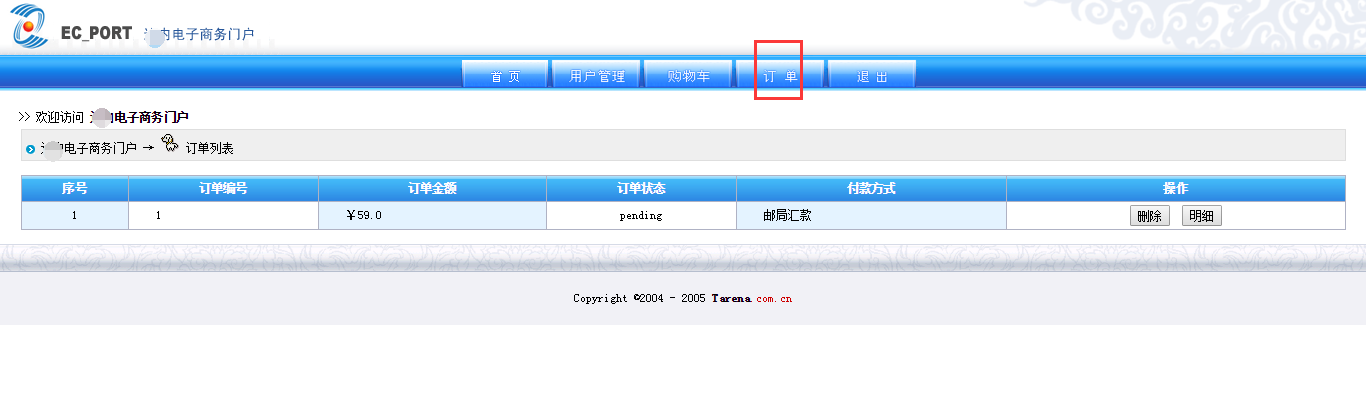 EC_PORT 内电子商务门户
首 页 用户管理 购物车 订 单 退 出
>> 欢迎访问 电子商务门户
电子商务门户 → 订单列表
序号 订单编号 订单金额 订单状态 付款方式 操作
1 1 ¥59.0 pending 邮局汇款 删除 明细
Copyright ©2004 - 2005 Tarena.com.cn